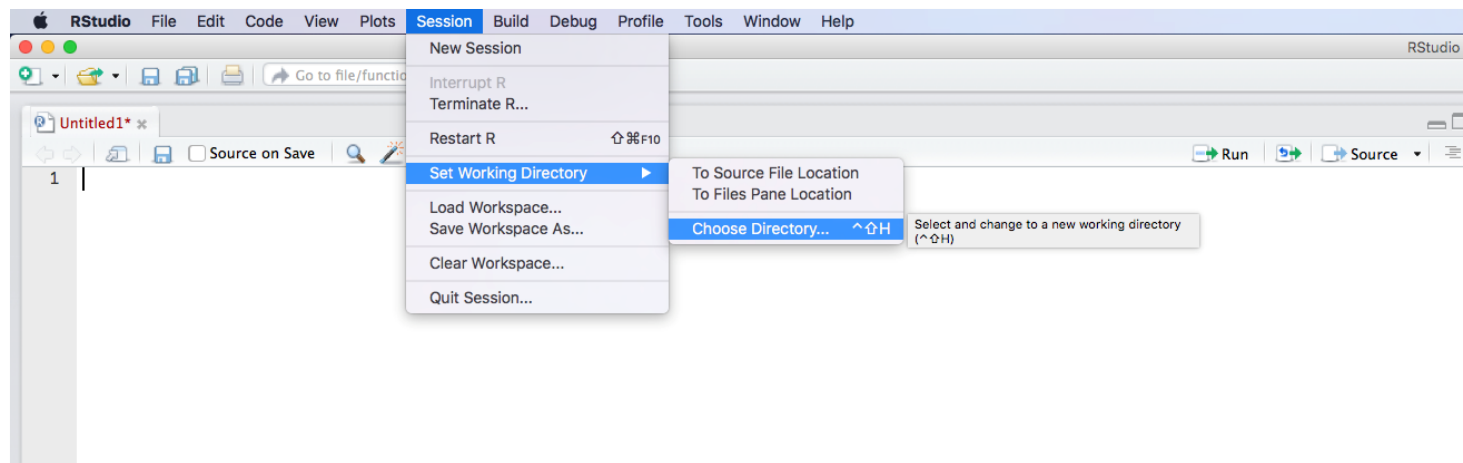 RStudio File Edit Code View Plots Session Build Debug Profile Tools Window Help
RStudio
Go to file/functio
Untitled1*
Source on Save
Run
Source
1
New Session
Interrupt R
Terminate R...
Restart R ⇧⌘F10
Set Working Directory ▶
Load Workspace...
Save Workspace As...
Clear Workspace...
Quit Session...
To Source File Location
To Files Pane Location
Choose Directory... ^⇧H
Select and change to a new working directory
(^⇧H)